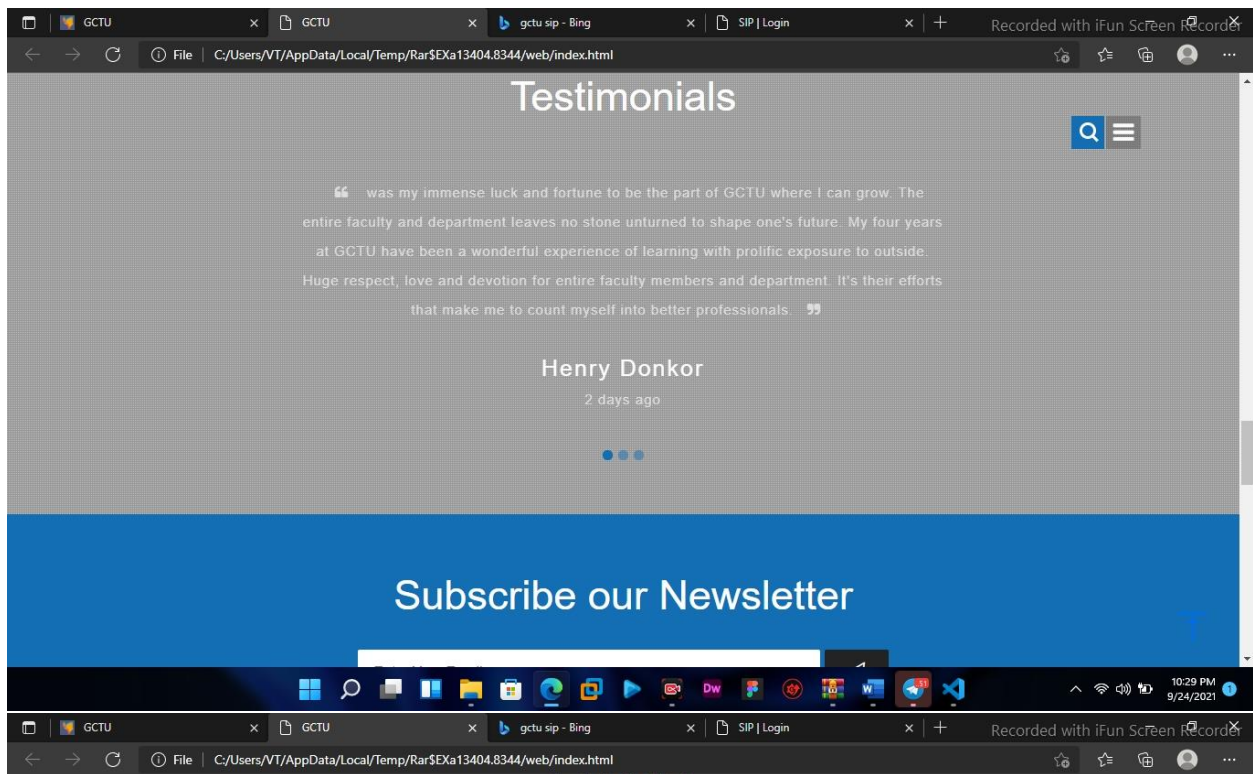 GCTU
GCTU
gctu sip - Bing
SIP | Login
Recorded with iFun Screen Recorder
File | C:/Users/VT/AppData/Local/Temp/Rar$EXa13404.8344/web/index.html
Testimonials
was my immense luck and fortune to be the part of GCTU where I can grow. The
entire faculty and department leaves no stone unturned to shape one's future. My four years
at GCTU have been a wonderful experience of learning with prolific exposure to outside.
Huge respect, love and devotion for entire faculty members and department. It's their efforts
that make me to count myself into better professionals.
Henry Donkor
2 days ago
Subscribe our Newsletter
Dw
W
11
10:29 PM
9/24/2021
1
GCTU
GCTU
gctu sip - Bing
SIP | Login
Recorded with iFun Screen Recorder
File | C:/Users/VT/AppData/Local/Temp/Rar$EXa13404.8344/web/index.html